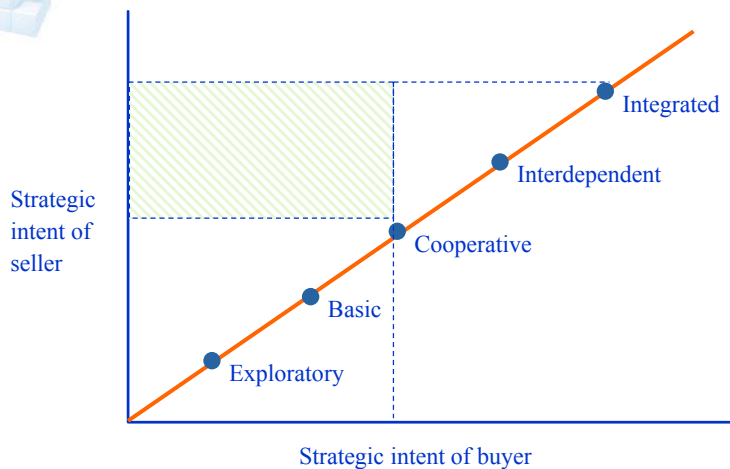 Integrated
Interdependent
Strategic
intent of
seller
Cooperative
Basic
Exploratory
Strategic intent of buyer